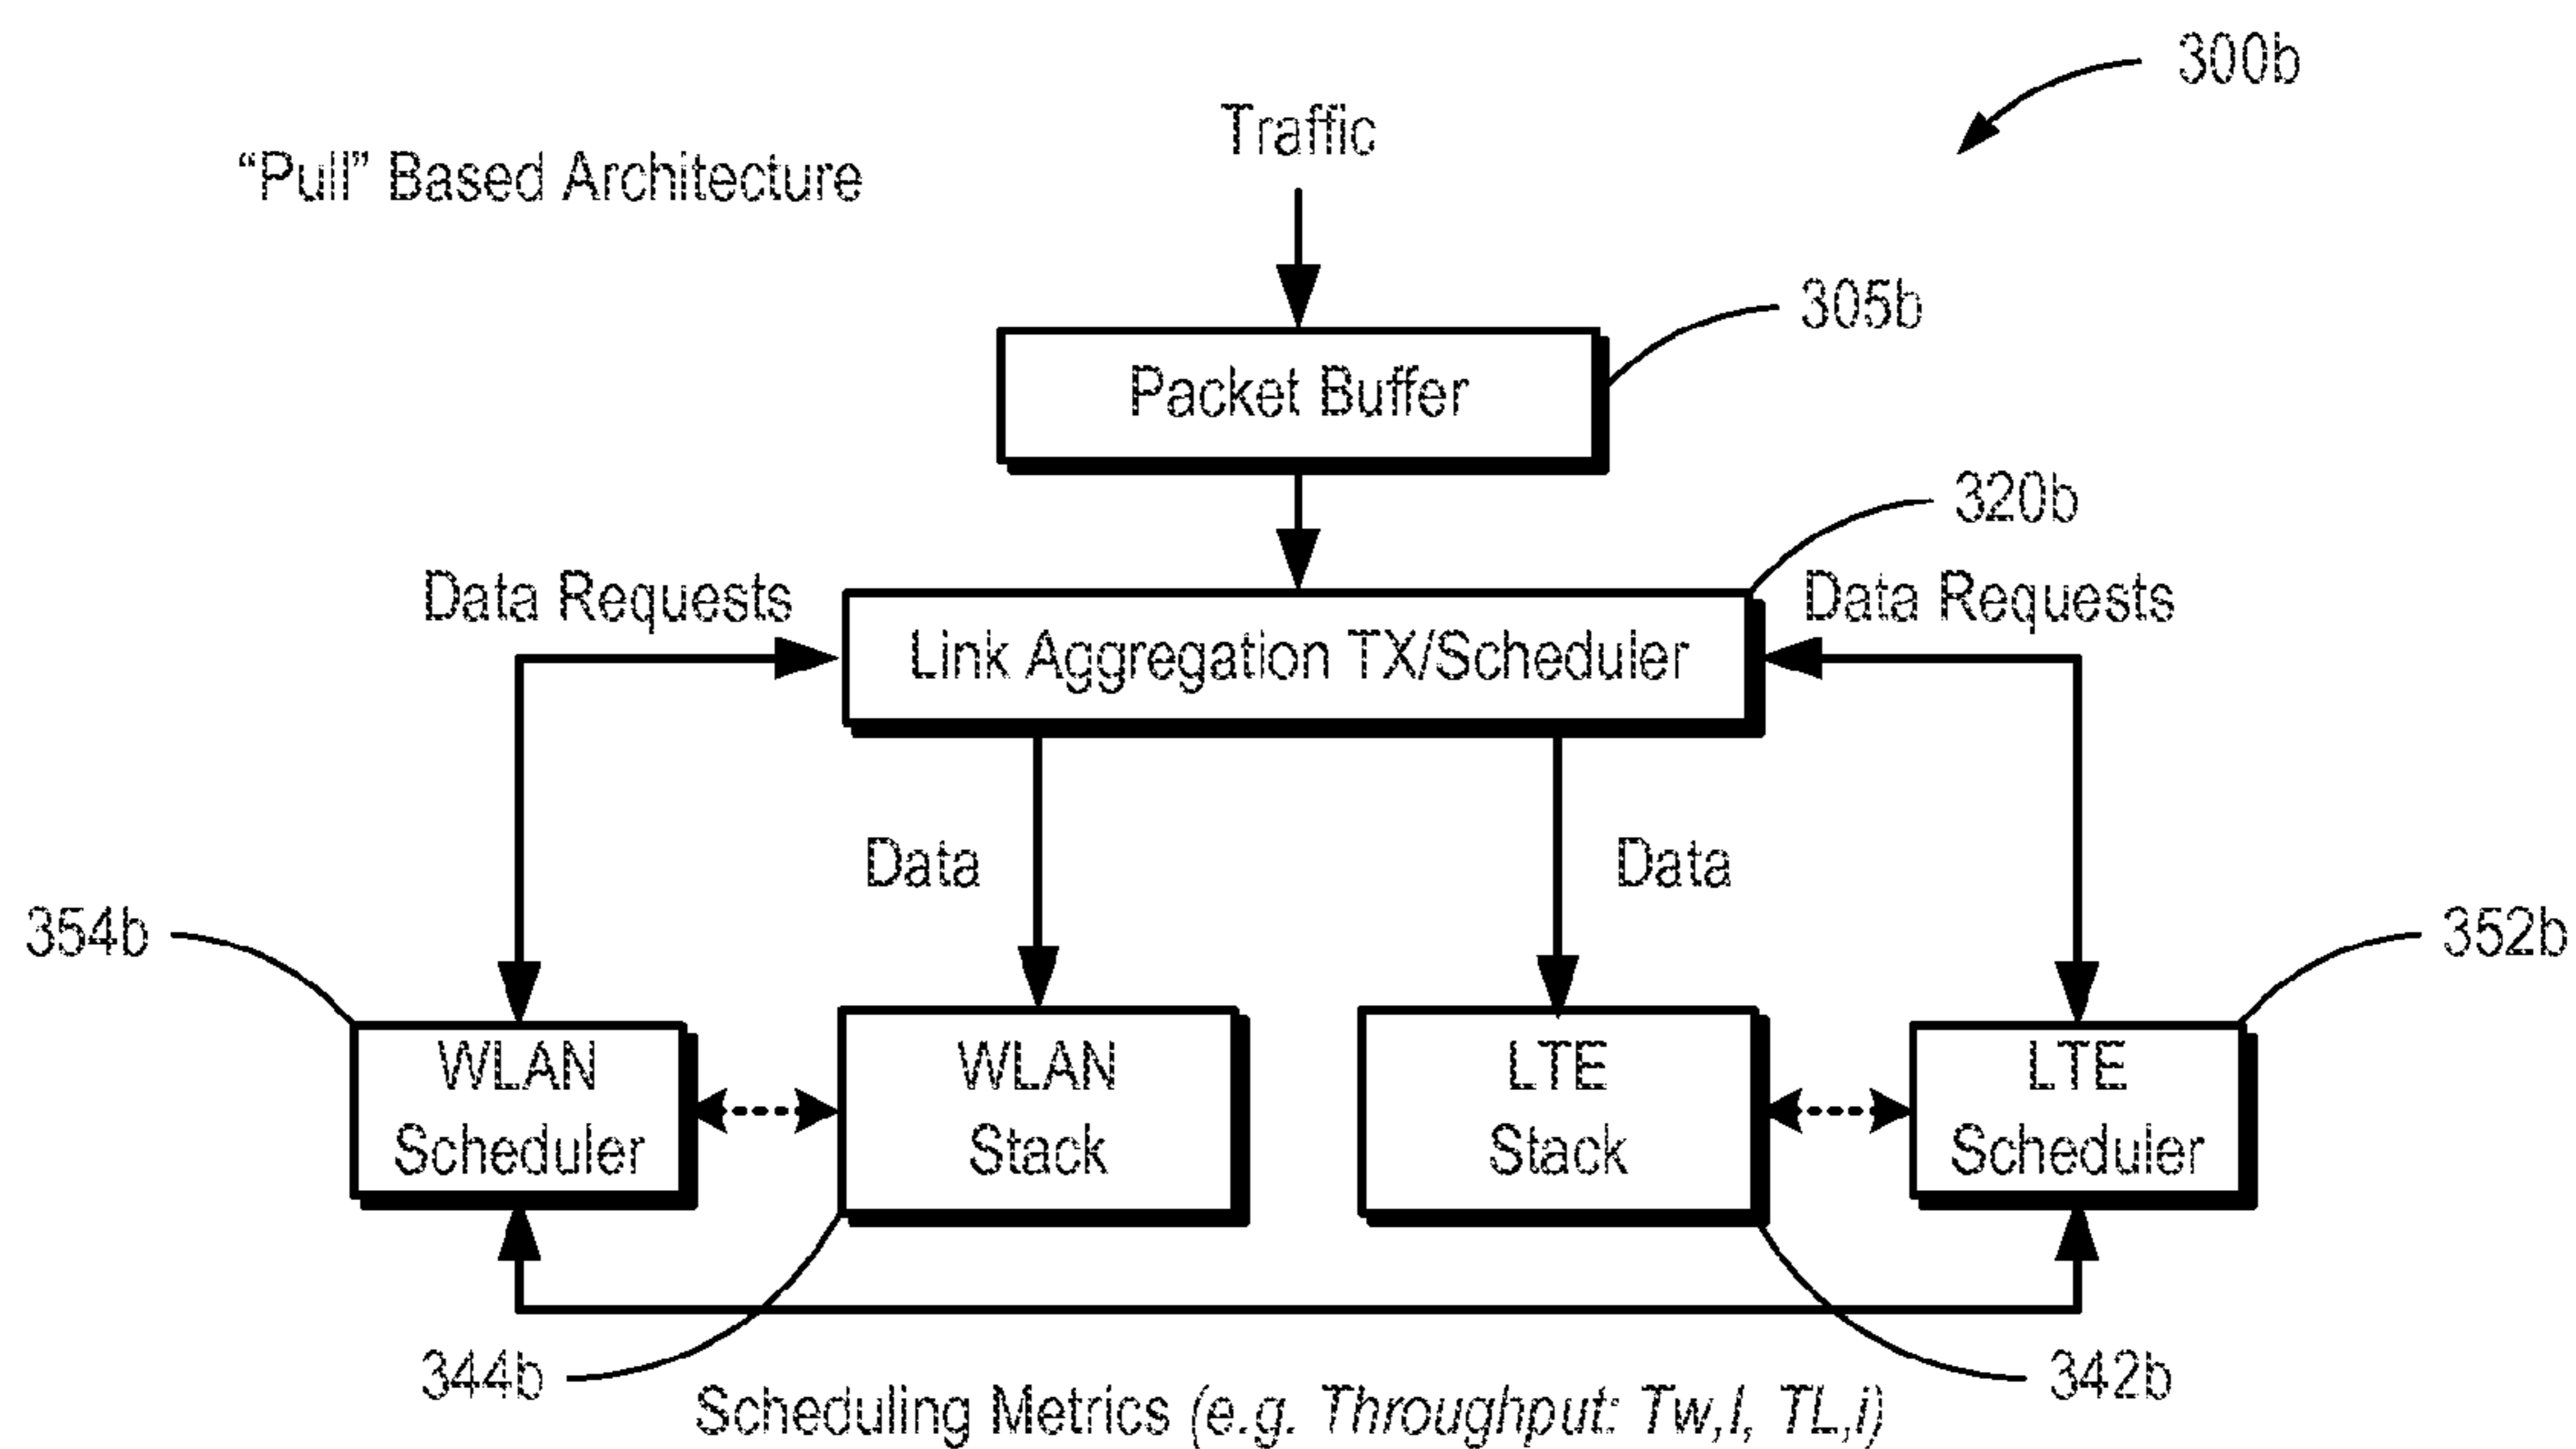 300b
Traffic
“Pull” Based Architecture
305b
Packet Buffer
320b
Data Requests
Data Requests
Link Aggregation TX/Scheduler
Data
Data
354b
352b
WLAN
Scheduler
WLAN
Stack
LTE
Stack
LTE
Scheduler
344b
342b
Scheduling Metrics (e.g. Throughput: Tw,I, TL,i)